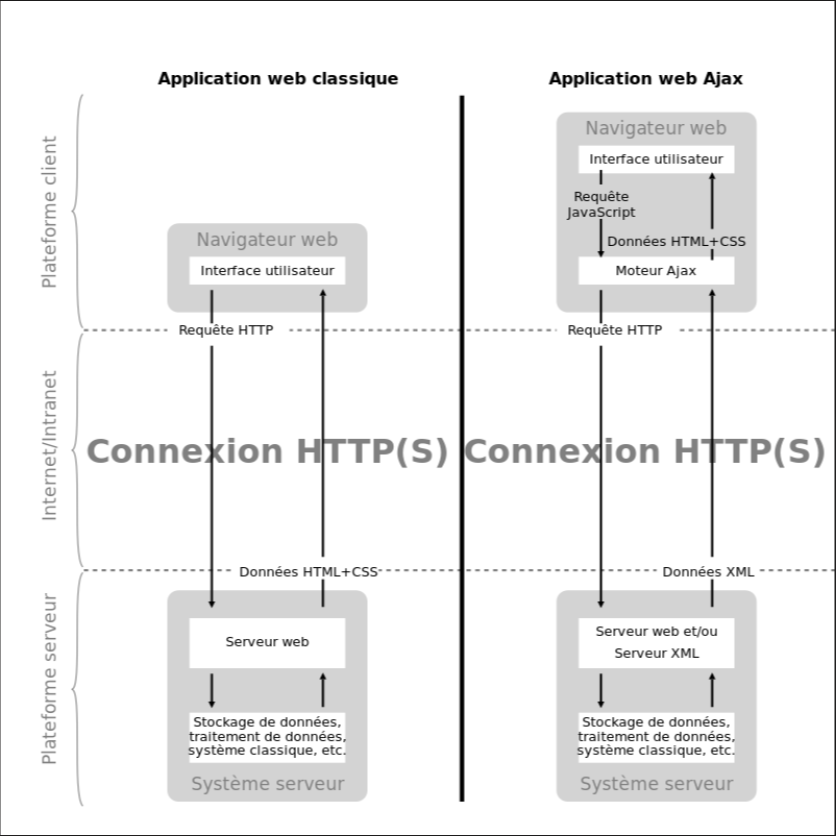 Application web classique
Application web Ajax
Plateforme client
Navigateur web
Interface utilisateur
Requête
JavaScript
Données HTML+CSS
Moteur Ajax
Navigateur web
Interface utilisateur
Requête HTTP
Requête HTTP
Internet/Intranet
Connexion HTTP(S)
Connexion HTTP(S)
Données HTML+CSS
Données XML
Plateforme serveur
Serveur web
Stockage de données,
traitement de données,
système classique, etc.
Système serveur
Serveur web et/ou
Serveur XML
Stockage de données,
traitement de données,
système classique, etc.
Système serveur